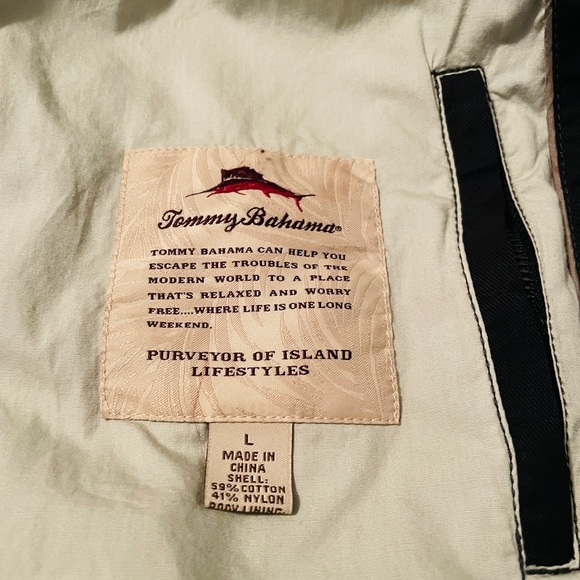 Tommy Bahama®
TOMMY BAHAMA CAN HELP YOU
ESCAPE THE TROUBLES OF THE
MODERN WORLD TO A PLACE
THAT'S RELAXED AND WORRY
FREE....WHERE LIFE IS ONE LONG
WEEKEND.
PURVEYOR OF ISLAND
LIFESTYLES
L
MADE IN
CHINA
SHELL:
59% COTTON
41% NYLON
BODY LINING: